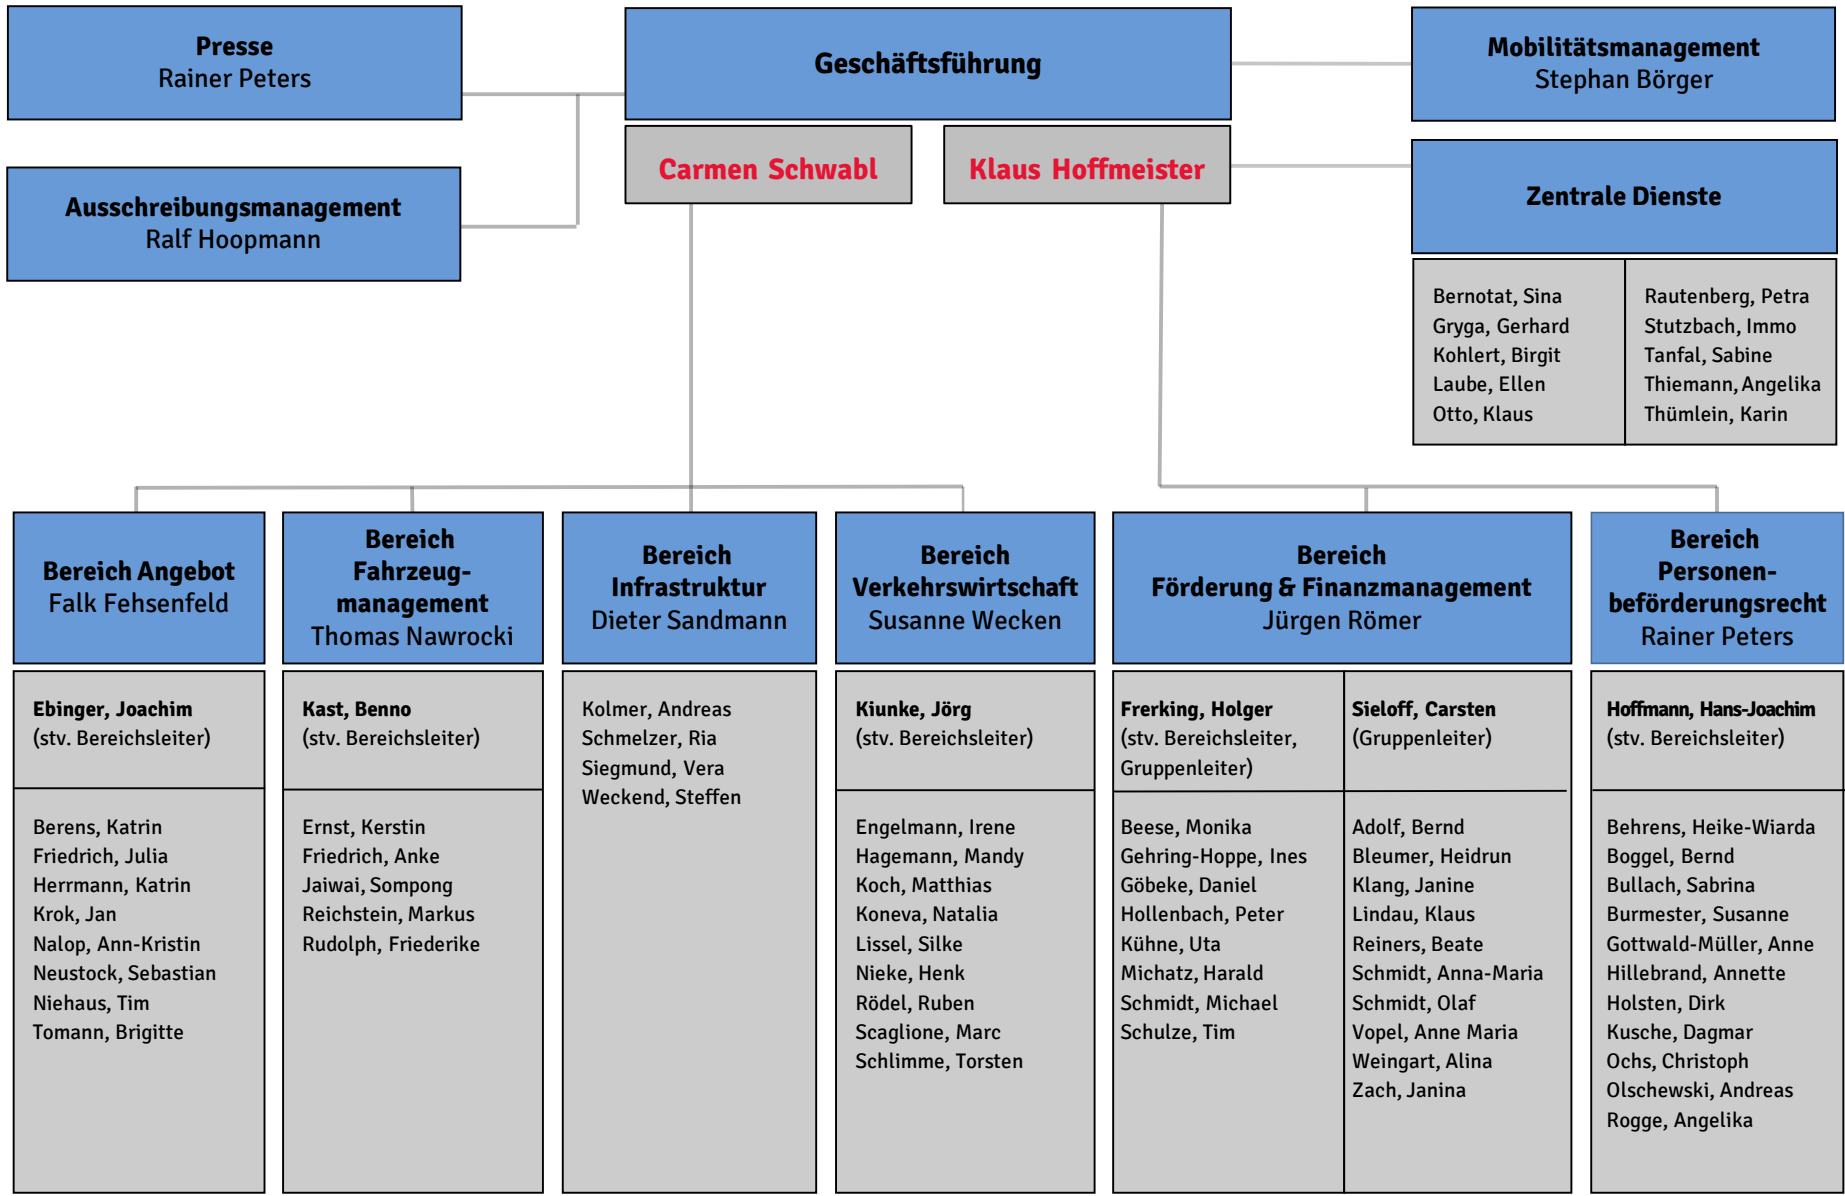 Presse
Rainer Peters
Geschäftsführung
Mobilitätsmanagement
Stephan Börger
Carmen Schwabl
Klaus Hoffmeister
Ausschreibungsmanagement
Ralf Hoopmann
Zentrale Dienste
Bernotat, Sina
Gryga, Gerhard
Kohlert, Birgit
Laube, Ellen
Otto, Klaus
Rautenberg, Petra
Stutzbach, Immo
Tanfal, Sabine
Thiemann, Angelika
Thümlein, Karin
Bereich Angebot
Falk Fehsenfeld
Ebinger, Joachim
(stv. Bereichsleiter)
Berens, Katrin
Friedrich, Julia
Herrmann, Katrin
Krok, Jan
Nalop, Ann-Kristin
Neustock, Sebastian
Niehaus, Tim
Tomann, Brigitte
Bereich
Fahrzeug-
management
Thomas Nawrocki
Kast, Benno
(stv. Bereichsleiter)
Ernst, Kerstin
Friedrich, Anke
Jaiwai, Sompong
Reichstein, Markus
Rudolph, Friederike
Bereich
Infrastruktur
Dieter Sandmann
Kolmer, Andreas
Schmelzer, Ria
Siegmund, Vera
Weckend, Steffen
Bereich
Verkehrswirtschaft
Susanne Wecken
Kiunke, Jörg
(stv. Bereichsleiter)
Engelmann, Irene
Hagemann, Mandy
Koch, Matthias
Koneva, Natalia
Lissel, Silke
Nieke, Henk
Rödel, Ruben
Scaglione, Marc
Schlimme, Torsten
Bereich
Förderung & Finanzmanagement
Jürgen Römer
Frerking, Holger
(stv. Bereichsleiter,
Gruppenleiter)
Beese, Monika
Gehring-Hoppe, Ines
Göbeke, Daniel
Hollenbach, Peter
Kühne, Uta
Michatz, Harald
Schmidt, Michael
Schulze, Tim
Sieloff, Carsten
(Gruppenleiter)
Adolf, Bernd
Bleumer, Heidrun
Klang, Janine
Lindau, Klaus
Reiners, Beate
Schmidt, Anna-Maria
Schmidt, Olaf
Vopel, Anne Maria
Weingart, Alina
Zach, Janina
Bereich
Personen-
beförderungsrecht
Rainer Peters
Hoffmann, Hans-Joachim
(stv. Bereichsleiter)
Behrens, Heike-Wiarda
Boggel, Bernd
Bullach, Sabrina
Burmester, Susanne
Gottwald-Müller, Anne
Hillebrand, Annette
Holsten, Dirk
Kusche, Dagmar
Ochs, Christoph
Olschewski, Andreas
Rogge, Angelika